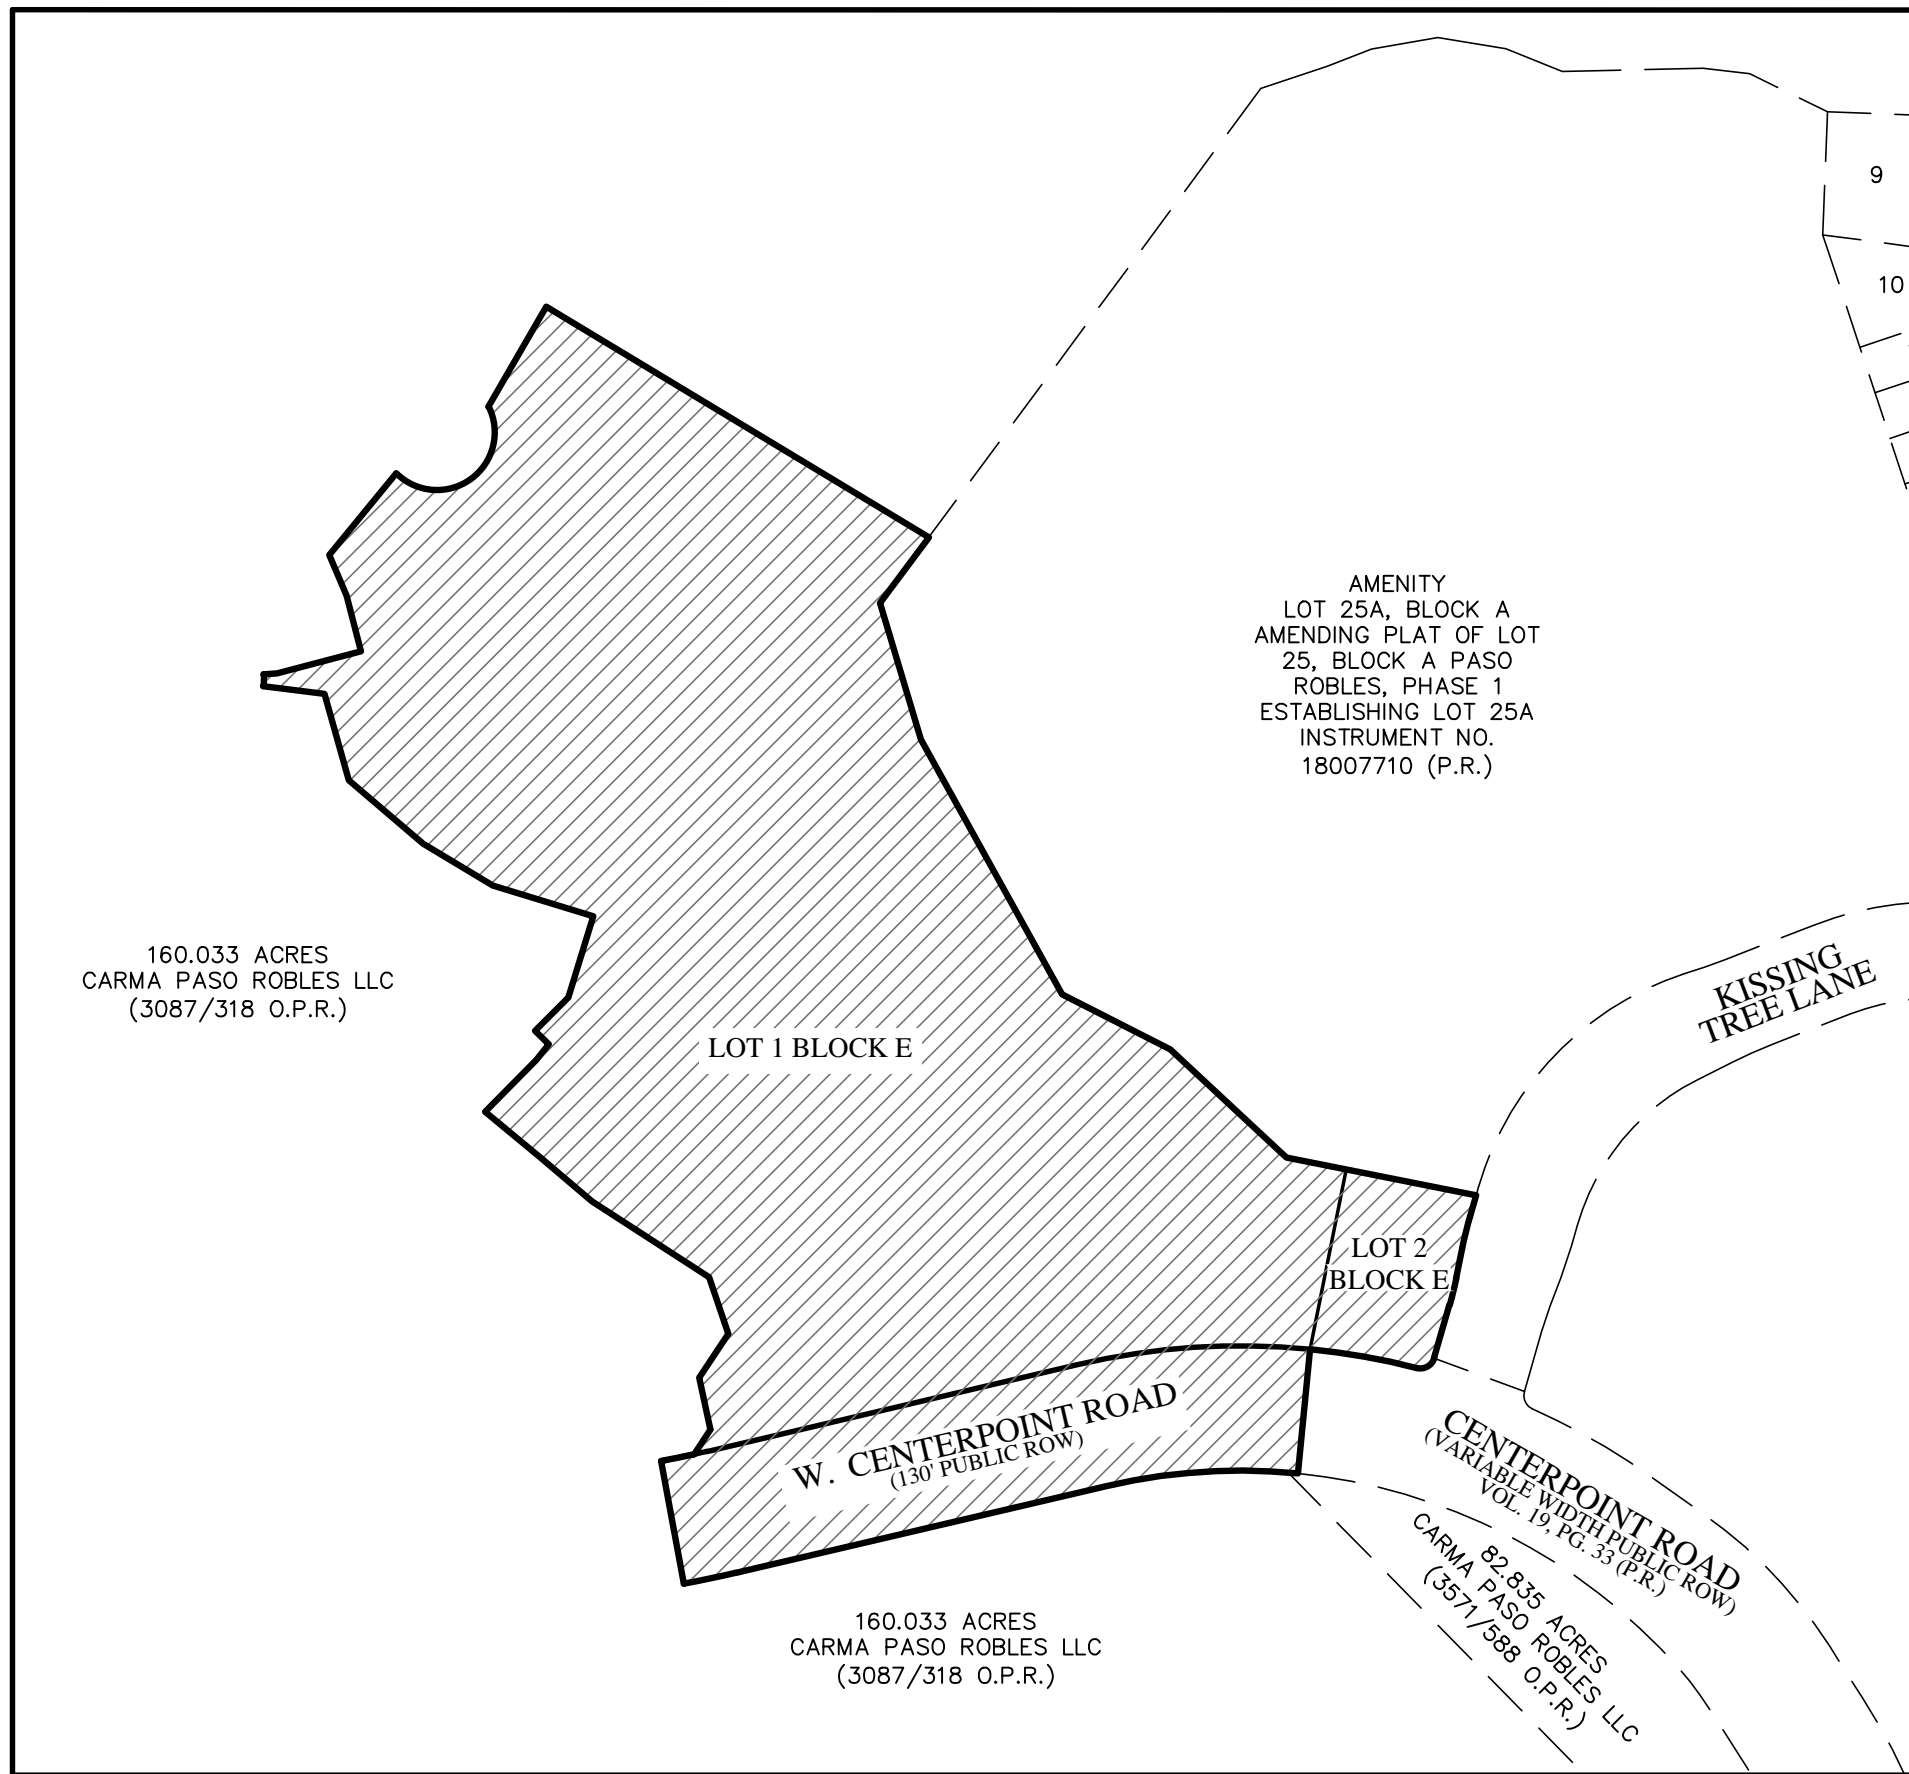 9
10
AMENITY
LOT 25A, BLOCK A
AMENDING PLAT OF LOT
25, BLOCK A PASO
ROBLES, PHASE 1
ESTABLISHING LOT 25A
INSTRUMENT NO.
18007710 (P.R.)
160.033 ACRES
CARMA PASO ROBLES LLC
(3087/318 O.P.R.)
KISSING
TREE LANE
LOT 1 BLOCK E
LOT 2
BLOCK E
W. CENTERPOINT ROAD
(130' PUBLIC ROW)
CENTERPOINT ROAD
(VARIABLE WIDTH PUBLIC ROW)
VOL. 19, PG. 33 (P.R.)
82.835 ACRES
CARMA PASO ROBLES LLC
(3571/588 O.P.R.)
160.033 ACRES
CARMA PASO ROBLES LLC
(3087/318 O.P.R.)